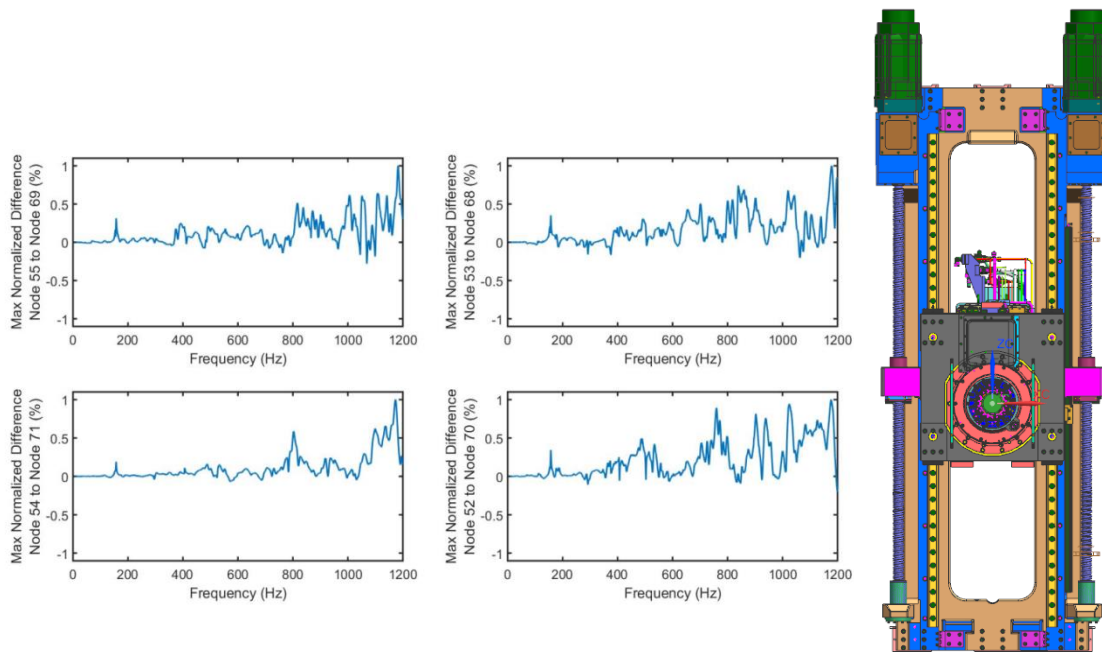 Max Normalized Difference
Node 55 to Node 69 (%)
1
0.5
0
-0.5
-1
0 200 400 600 800 1000 1200
Frequency (Hz)
Max Normalized Difference
Node 53 to Node 68 (%)
1
0.5
0
-0.5
-1
0 200 400 600 800 1000 1200
Frequency (Hz)
Max Normalized Difference
Node 54 to Node 71 (%)
1
0.5
0
-0.5
-1
0 200 400 600 800 1000 1200
Frequency (Hz)
Max Normalized Difference
Node 52 to Node 70 (%)
1
0.5
0
-0.5
-1
0 200 400 600 800 1000 1200
Frequency (Hz)